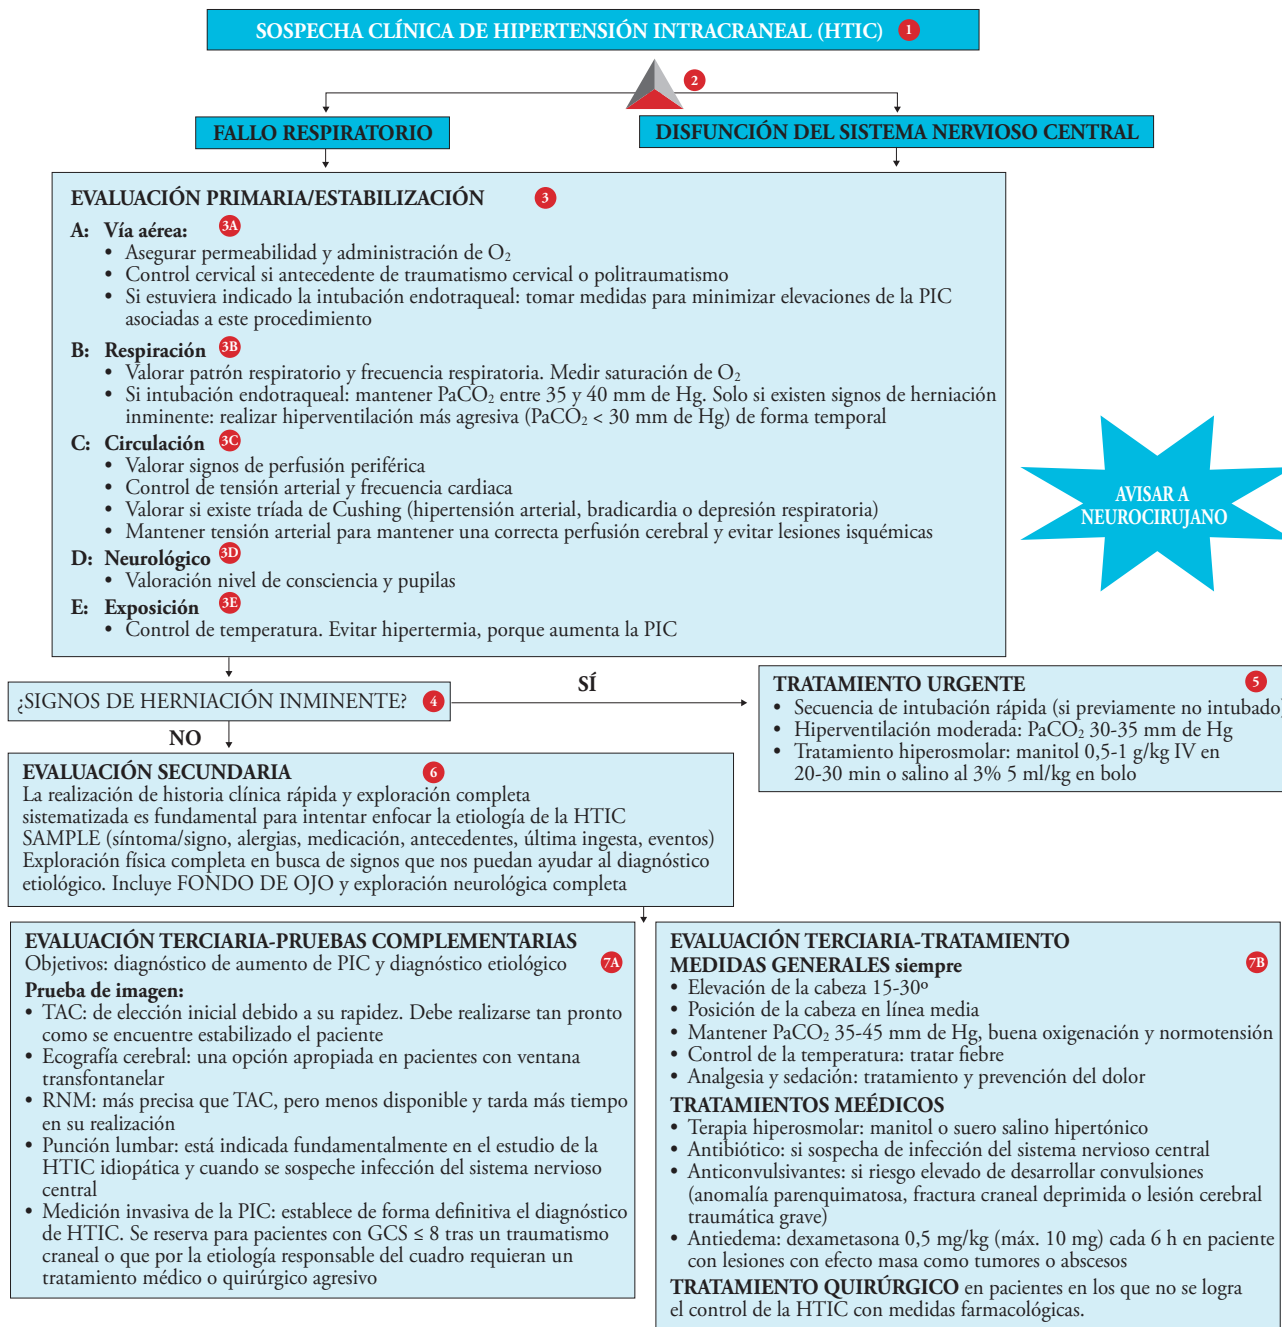 SOSPECHA CLÍNICA DE HIPERTENSIÓN INTRACRANEAL (HTIC) 1
2
FALLO RESPIRATORIO
DISFUNCIÓN DEL SISTEMA NERVIOSO CENTRAL
EVALUACIÓN PRIMARIA/ESTABILIZACIÓN 3
A: Vía aérea: 3A
• Asegurar permeabilidad y administración de O₂
• Control cervical si antecedente de traumatismo cervical o politraumatismo
• Si estuviera indicado la intubación endotraqueal: tomar medidas para minimizar elevaciones de la PIC
asociadas a este procedimiento
B: Respiración 3B
• Valorar patrón respiratorio y frecuencia respiratoria. Medir saturación de O₂
• Si intubación endotraqueal: mantener PaCO₂ entre 35 y 40 mm de Hg. Solo si existen signos de herniación
inminente: realizar hiperventilación más agresiva (PaCO₂ < 30 mm de Hg) de forma temporal
C: Circulación 3C
• Valorar signos de perfusión periférica
• Control de tensión arterial y frecuencia cardiaca
• Valorar si existe tríada de Cushing (hipertensión arterial, bradicardia o depresión respiratoria)
• Mantener tensión arterial para mantener una correcta perfusión cerebral y evitar lesiones isquémicas
D: Neurológico 3D
• Valoración nivel de consciencia y pupilas
E: Exposición 3E
• Control de temperatura. Evitar hipertermia, porque aumenta la PIC
AVISAR A
NEUROCIRUJANO
¿SIGNOS DE HERNIACIÓN INMINENTE? 4
SÍ
NO
TRATAMIENTO URGENTE 5
• Secuencia de intubación rápida (si previamente no intubado)
• Hiperventilación moderada: PaCO₂ 30-35 mm de Hg
• Tratamiento hiperosmolar: manitol 0,5-1 g/kg IV en
20-30 min o salino al 3% 5 ml/kg en bolo
EVALUACIÓN SECUNDARIA 6
La realización de historia clínica rápida y exploración completa
sistematizada es fundamental para intentar enfocar la etiología de la HTIC
SAMPLE (síntoma/signo, alergias, medicación, antecedentes, última ingesta, eventos)
Exploración física completa en busca de signos que nos puedan ayudar al diagnóstico
etiológico. Incluye FONDO DE OJO y exploración neurológica completa
EVALUACIÓN TERCIARIA-PRUEBAS COMPLEMENTARIAS
Objetivos: diagnóstico de aumento de PIC y diagnóstico etiológico 7A
Prueba de imagen:
• TAC: de elección inicial debido a su rapidez. Debe realizarse tan pronto
como se encuentre estabilizado el paciente
• Ecografía cerebral: una opción apropiada en pacientes con ventana
transfontanelar
• RNM: más precisa que TAC, pero menos disponible y tarda más tiempo
en su realización
• Punción lumbar: está indicada fundamentalmente en el estudio de la
HTIC idiopática y cuando se sospeche infección del sistema nervioso
central
• Medición invasiva de la PIC: establece de forma definitiva el diagnóstico
de HTIC. Se reserva para pacientes con GCS ≤ 8 tras un traumatismo
craneal o que por la etiología responsable del cuadro requieran un
tratamiento médico o quirúrgico agresivo
EVALUACIÓN TERCIARIA-TRATAMIENTO
MEDIDAS GENERALES siempre 7B
• Elevación de la cabeza 15-30º
• Posición de la cabeza en línea media
• Mantener PaCO₂ 35-45 mm de Hg, buena oxigenación y normotensión
• Control de la temperatura: tratar fiebre
• Analgesia y sedación: tratamiento y prevención del dolor
TRATAMIENTOS MEÉDICOS
• Terapia hiperosmolar: manitol o suero salino hipertónico
• Antibiótico: si sospecha de infección del sistema nervioso central
• Anticonvulsivantes: si riesgo elevado de desarrollar convulsiones
(anomalía parenquimatosa, fractura craneal deprimida o lesión cerebral
traumática grave)
• Antiedema: dexametasona 0,5 mg/kg (máx. 10 mg) cada 6 h en paciente
con lesiones con efecto masa como tumores o abscesos
TRATAMIENTO QUIRÚRGICO en pacientes en los que no se logra
el control de la HTIC con medidas farmacológicas.